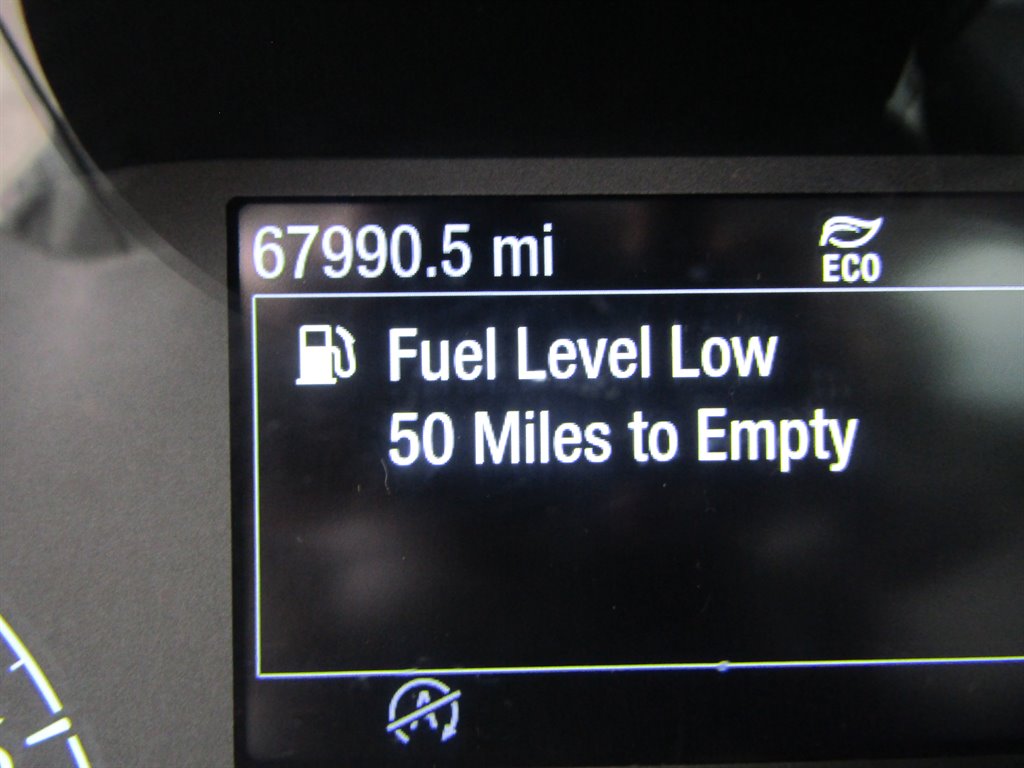 67990.5 mi
ECO
Fuel Level Low
50 Miles to Empty
A